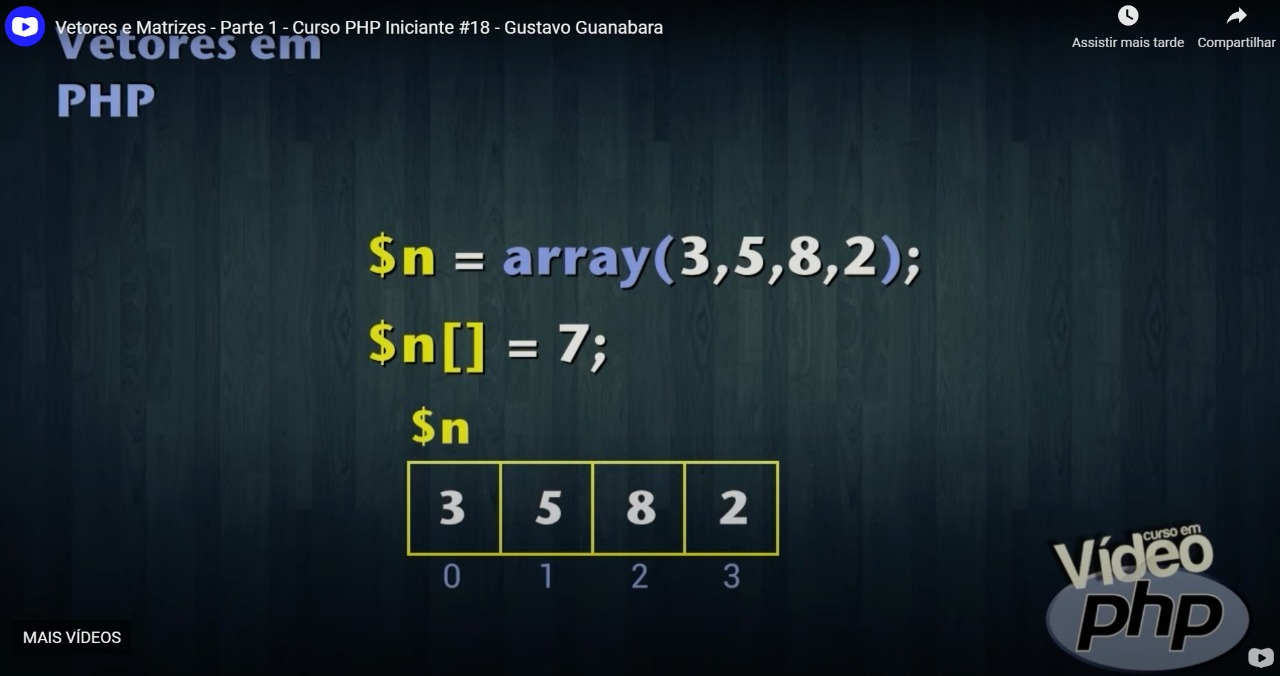 Vetores e Matrizes - Parte 1 - Curso PHP Iniciante #18 - Gustavo Guanabara
Assistir mais tarde
Compartilhar
Vetores em
PHP
$n = array(3,5,8,2);
$n[] = 7;
$n
3 5 8 2
0 1 2 3
curso em
Vídeo
php
MAIS VÍDEOS